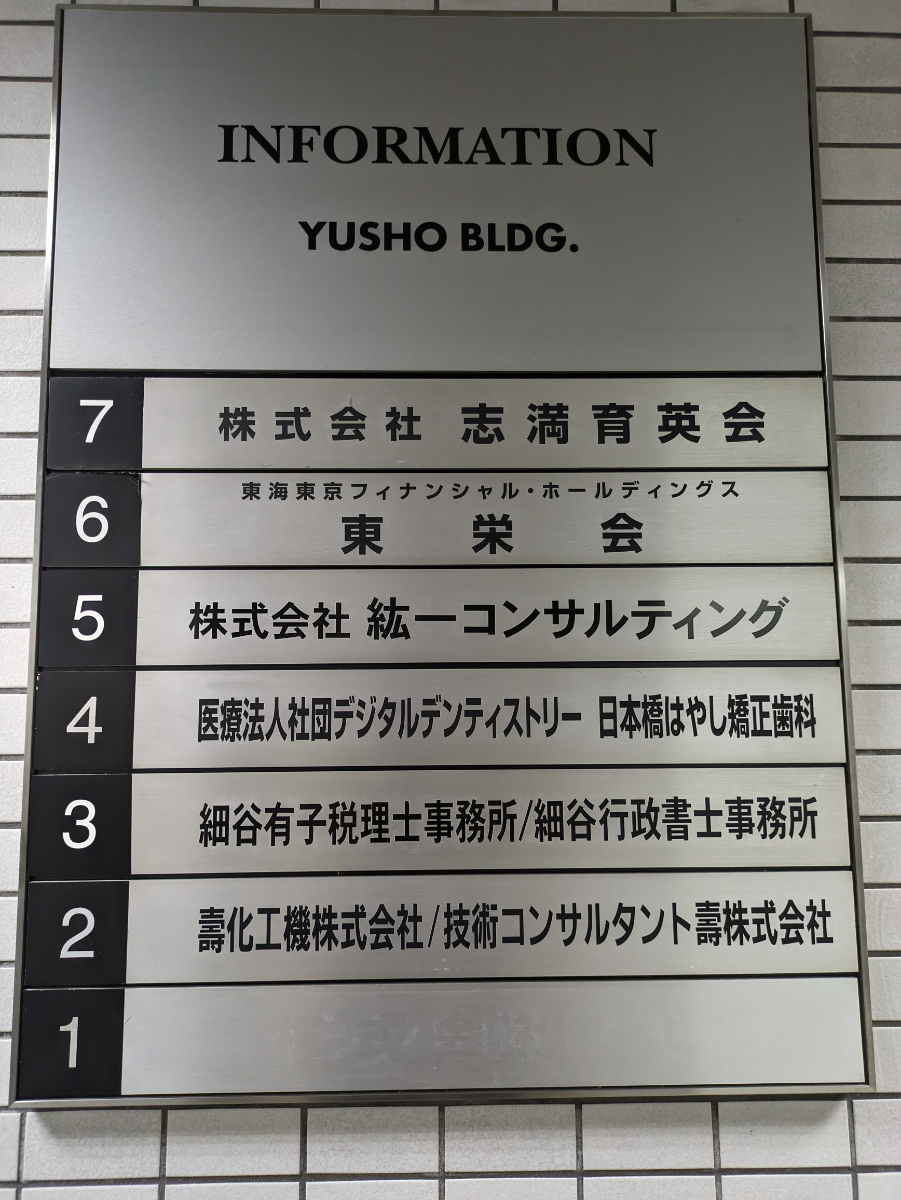 INFORMATION
YUSHO BLDG.
7 株式会社 志満育英会
6 東海東京フィナンシャル・ホールディングス
東栄会
5 株式会社 紘一コンサルティング
4 医療法人社団デジタルデンティストリー 日本橋はやし矯正歯科
3 細谷有子税理士事務所/細谷行政書士事務所
2 壽化工機株式会社/技術コンサルタント壽株式会社
1